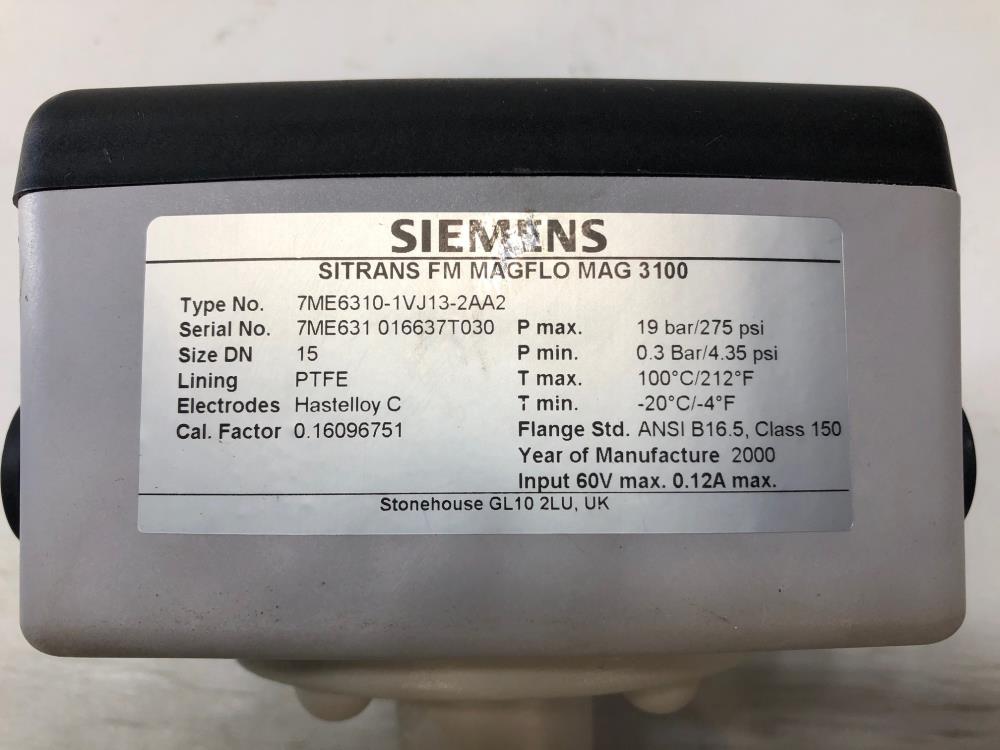 SIEMENS
SITRANS FM MAGFLO MAG 3100
Type No. 7ME6310-1VJ13-2AA2
Serial No. 7ME631 016637T030 P max. 19 bar/275 psi
Size DN 15 P min. 0.3 Bar/4.35 psi
Lining PTFE T max. 100°C/212°F
Electrodes Hastelloy C T min. -20°C/-4°F
Cal. Factor 0.16096751 Flange Std. ANSI B16.5, Class 150
Year of Manufacture 2000
Input 60V max. 0.12A max.
Stonehouse GL10 2LU, UK